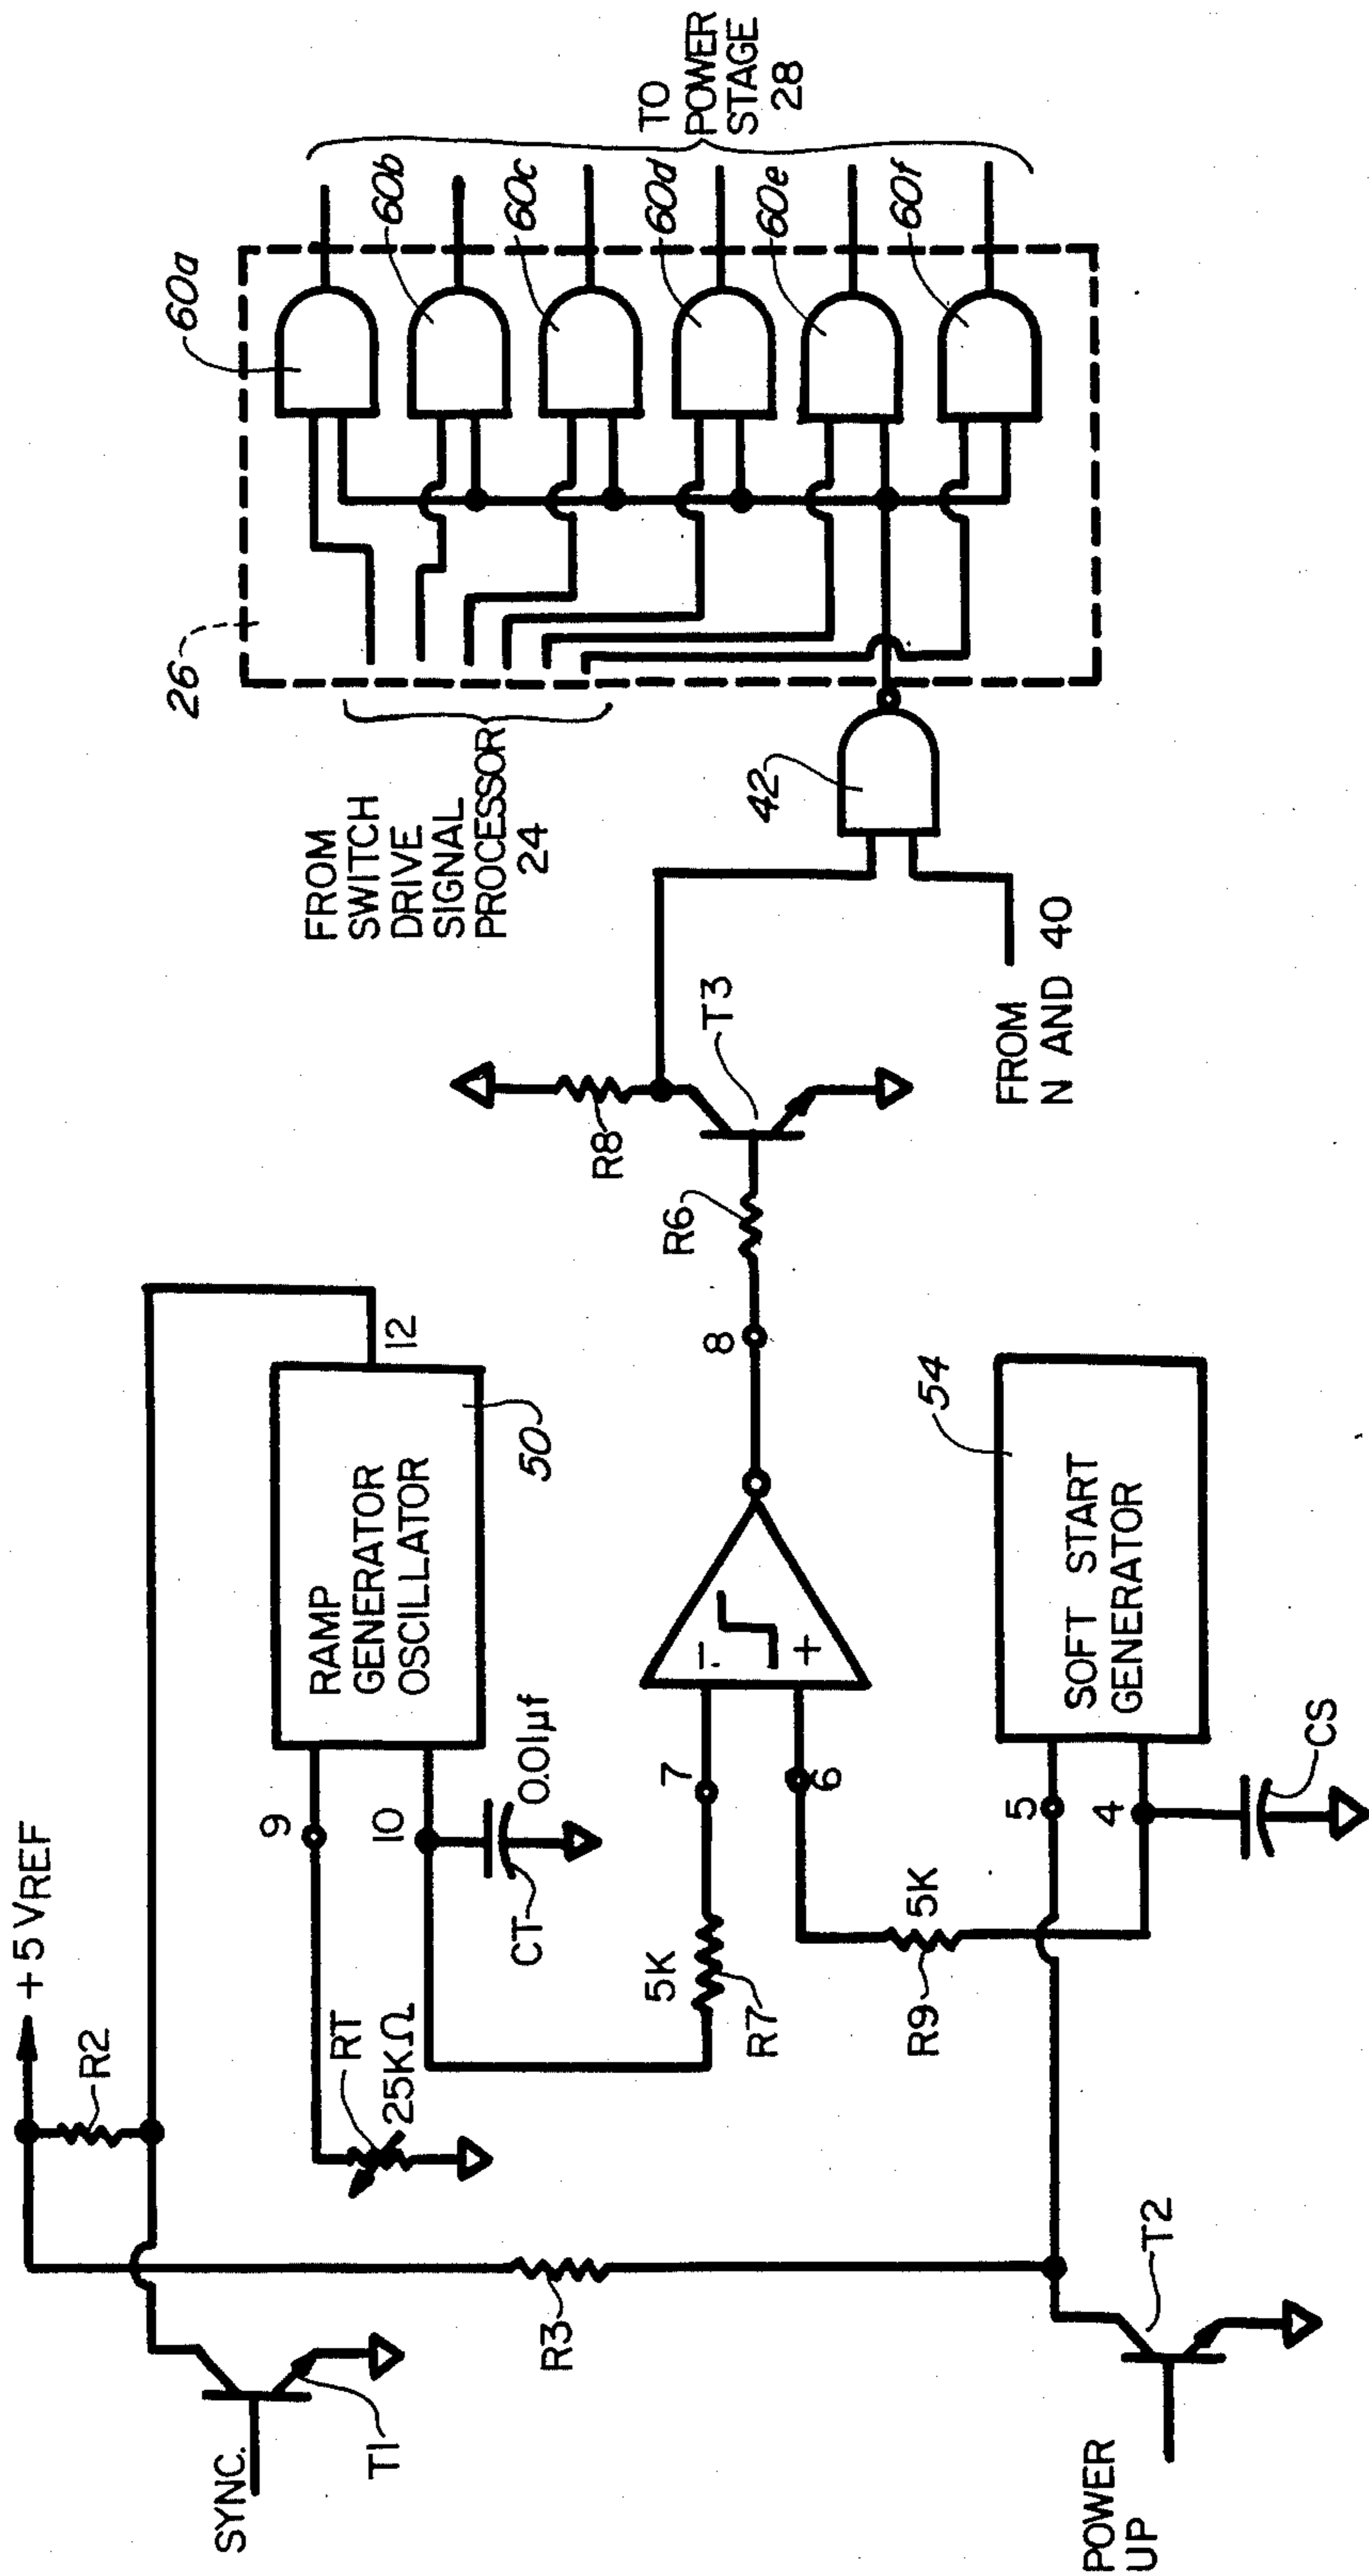 +5 VREF
R2
SYNC.
T1
R3
POWER
UP
T2
RT
25KΩ
9
10
CT
0.01µf
RAMP
GENERATOR
OSCILLATOR
50
12
5K
R7
7
–
+
6
5K
R9
8
5
4
CS
SOFT START
GENERATOR
54
R6
R8
T3
FROM
N AND 40
42
FROM
SWITCH
DRIVE
SIGNAL
PROCESSOR
24
26
60a
60b
60c
60d
60e
60f
TO
POWER
STAGE
28